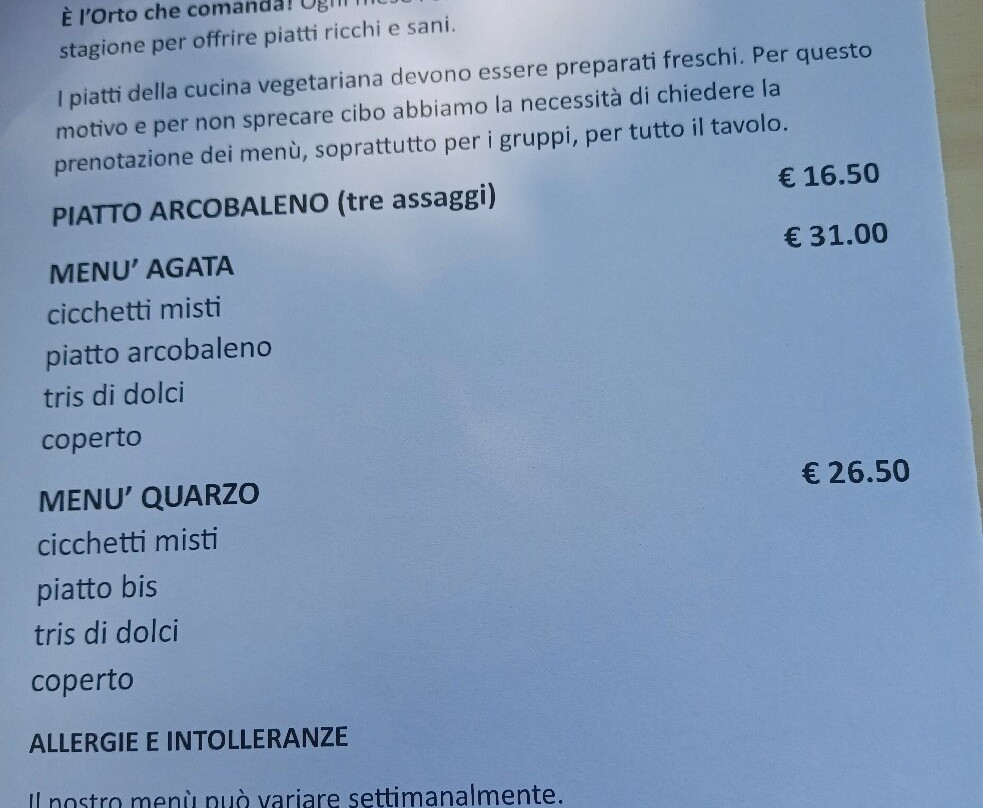 È l'Orto che comanda! Ogni mese
stagione per offrire piatti ricchi e sani.
I piatti della cucina vegetariana devono essere preparati freschi. Per questo
motivo e per non sprecare cibo abbiamo la necessità di chiedere la
prenotazione dei menù, soprattutto per i gruppi, per tutto il tavolo.
PIATTO ARCOBALENO (tre assaggi) € 16.50
MENU' AGATA € 31.00
cicchetti misti
piatto arcobaleno
tris di dolci
coperto
MENU' QUARZO € 26.50
cicchetti misti
piatto bis
tris di dolci
coperto
ALLERGIE E INTOLLERANZE
Il nostro menù può variare settimanalmente.